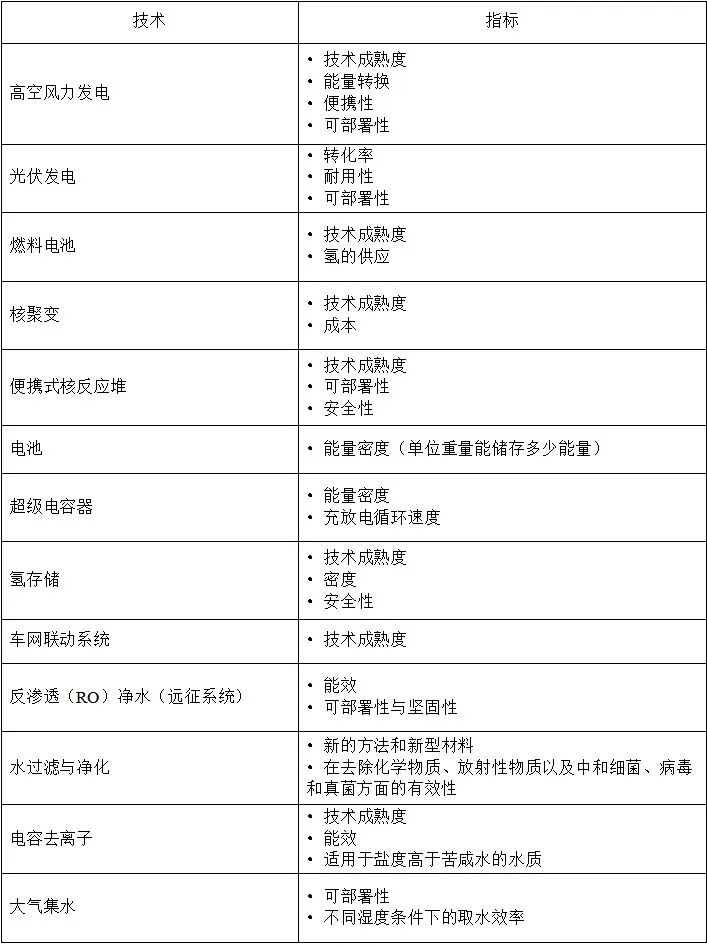 技术 指标
高空风力发电
• 技术成熟度
• 能量转换
• 便携性
• 可部署性
光伏发电
• 转化率
• 耐用性
• 可部署性
燃料电池
• 技术成熟度
• 氢的供应
核聚变
• 技术成熟度
• 成本
便携式核反应堆
• 技术成熟度
• 可部署性
• 安全性
电池
• 能量密度（单位重量能储存多少能量）
超级电容器
• 能量密度
• 充放电循环速度
氢存储
• 技术成熟度
• 密度
• 安全性
车网联动系统
• 技术成熟度
反渗透（RO）净水（远征系统）
• 能效
• 可部署性与坚固性
水过滤与净化
• 新的方法和新型材料
• 在去除化学物质、放射性物质以及中和细菌、病毒
和真菌方面的有效性
电容去离子
• 技术成熟度
• 能效
• 适用于盐度高于苦咸水的水质
大气集水
• 可部署性
• 不同湿度条件下的取水效率